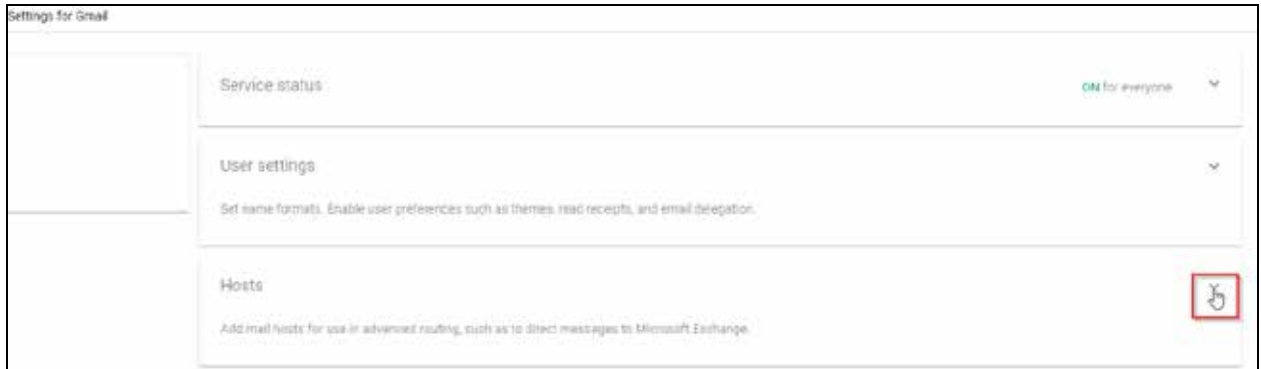 Settings for Gmail
Service status
ON for everyone
User settings
Set name formats. Enable user preferences such as themes, read receipts, and email delegation.
Hosts
Add mail hosts for use in advanced routing, such as to direct messages to Microsoft Exchange.